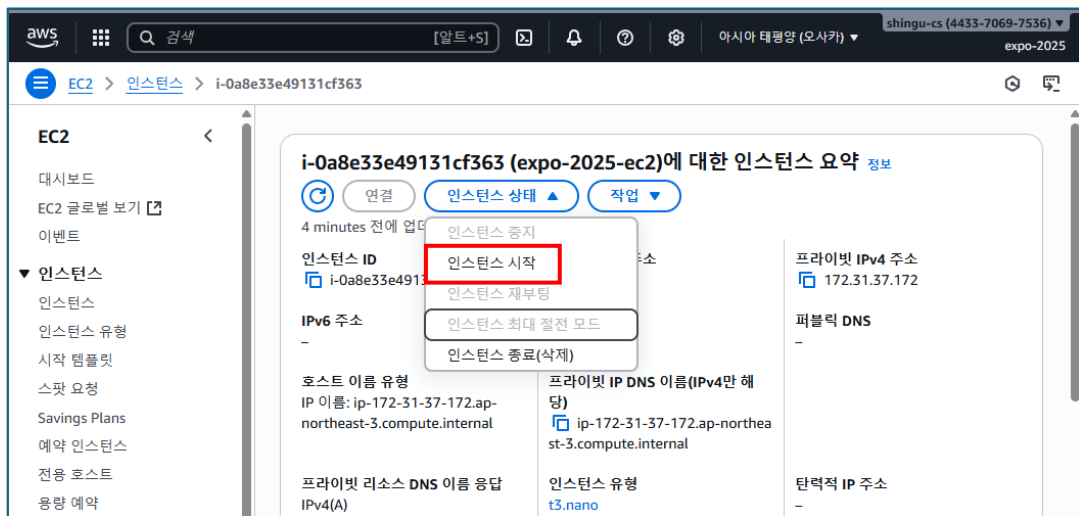 aws
검색 [알트+S]
아시아 태평양 (오사카) ▼
shingu-cs (4433-7069-7536) ▼
expo-2025
EC2 > 인스턴스 > i-0a8e33e49131cf363
EC2
대시보드
EC2 글로벌 보기
이벤트
▼ 인스턴스
인스턴스
인스턴스 유형
시작 템플릿
스팟 요청
Savings Plans
예약 인스턴스
전용 호스트
용량 예약
i-0a8e33e49131cf363 (expo-2025-ec2)에 대한 인스턴스 요약 정보
연결 인스턴스 상태 ▲ 작업 ▼
4 minutes 전에
인스턴스 중지
인스턴스 시작
인스턴스 재부팅
인스턴스 최대 절전 모드
인스턴스 종료(삭제)
인스턴스 ID
i-0a8e33e4913
프라이빗 IPv4 주소
172.31.37.172
IPv6 주소
–
퍼블릭 DNS
–
호스트 이름 유형
IP 이름: ip-172-31-37-172.ap-
northeast-3.compute.internal
프라이빗 IP DNS 이름(IPv4만 해
당)
ip-172-31-37-172.ap-northea
st-3.compute.internal
프라이빗 리소스 DNS 이름 응답
IPv4(A)
인스턴스 유형
t3.nano
탄력적 IP 주소
–